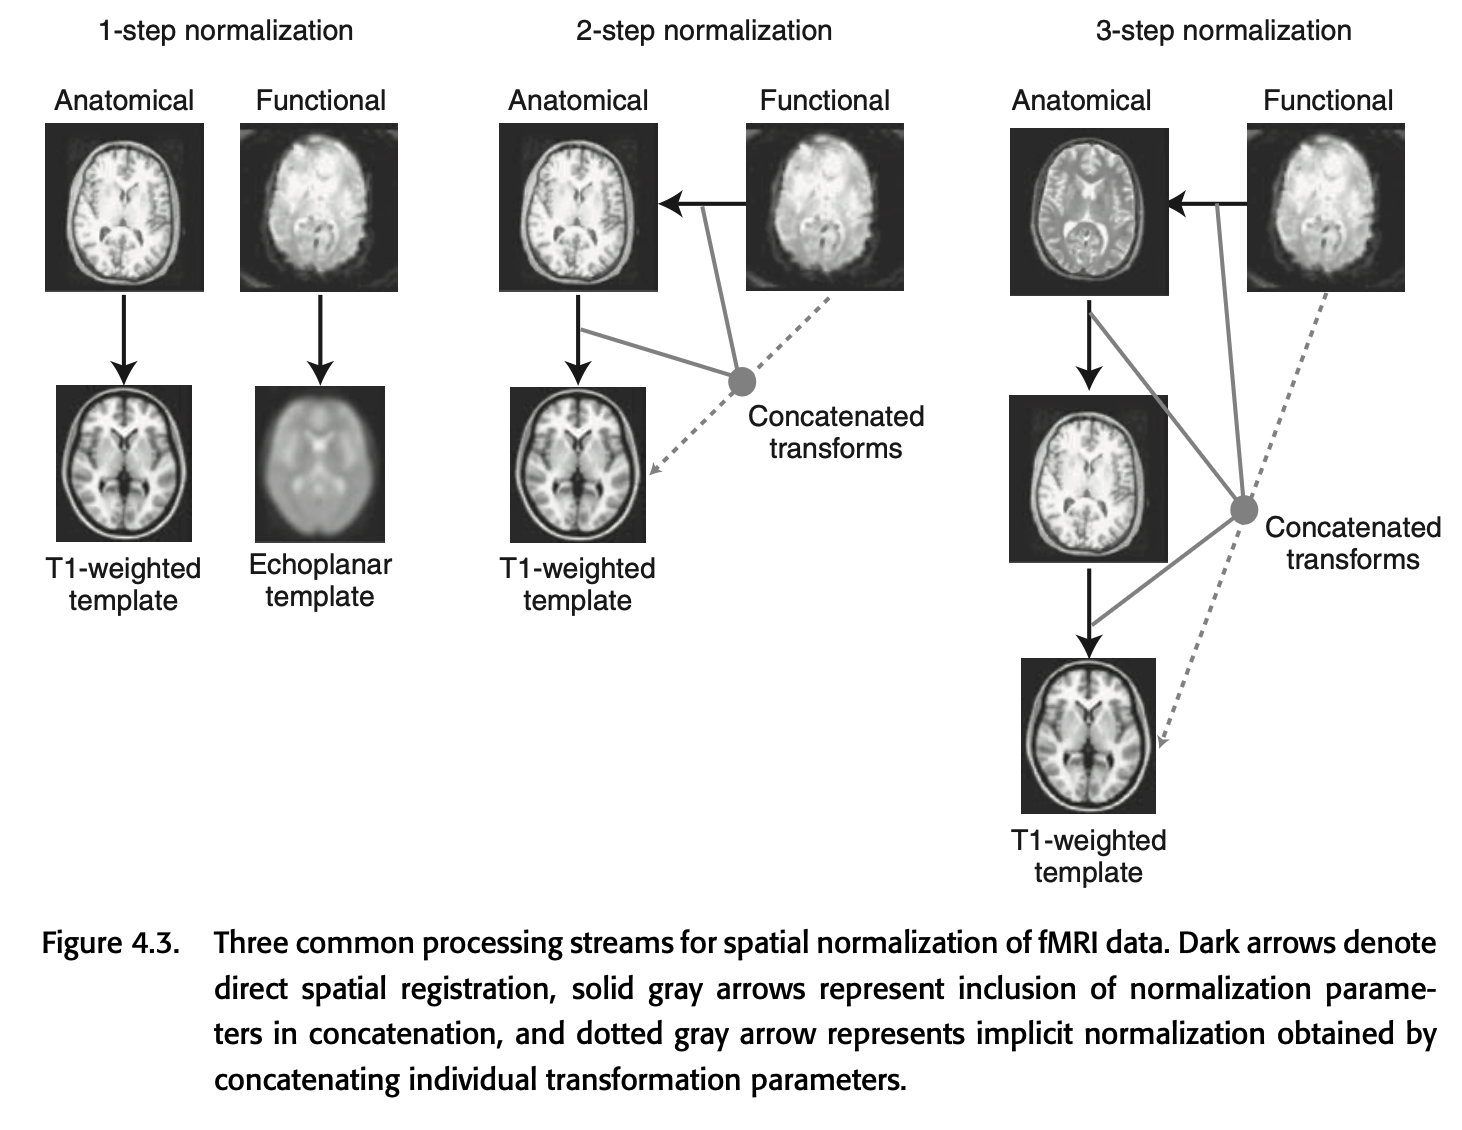 1-step normalization
2-step normalization
3-step normalization
Anatomical
Functional
Anatomical
Functional
Anatomical
Functional
Concatenated
transforms
Concatenated
transforms
T1-weighted
template
Echoplanar
template
T1-weighted
template
T1-weighted
template
Figure 4.3. Three common processing streams for spatial normalization of fMRI data. Dark arrows denote
direct spatial registration, solid gray arrows represent inclusion of normalization parame-
ters in concatenation, and dotted gray arrow represents implicit normalization obtained by
concatenating individual transformation parameters.